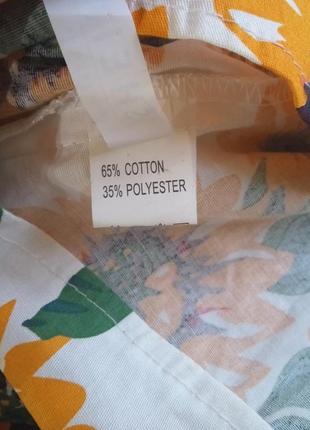 65% COTTON
35% POLYESTER